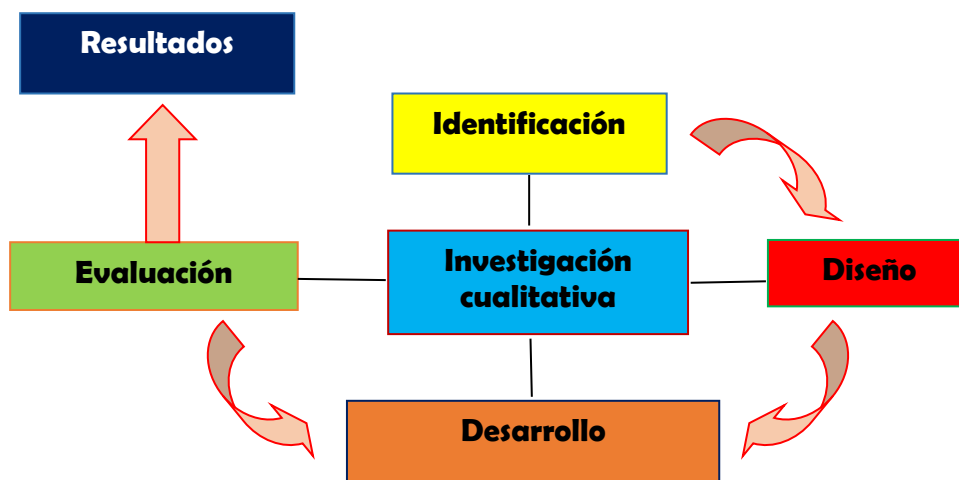 Resultados
Identificación
Evaluación
Investigación
cualitativa
Diseño
Desarrollo